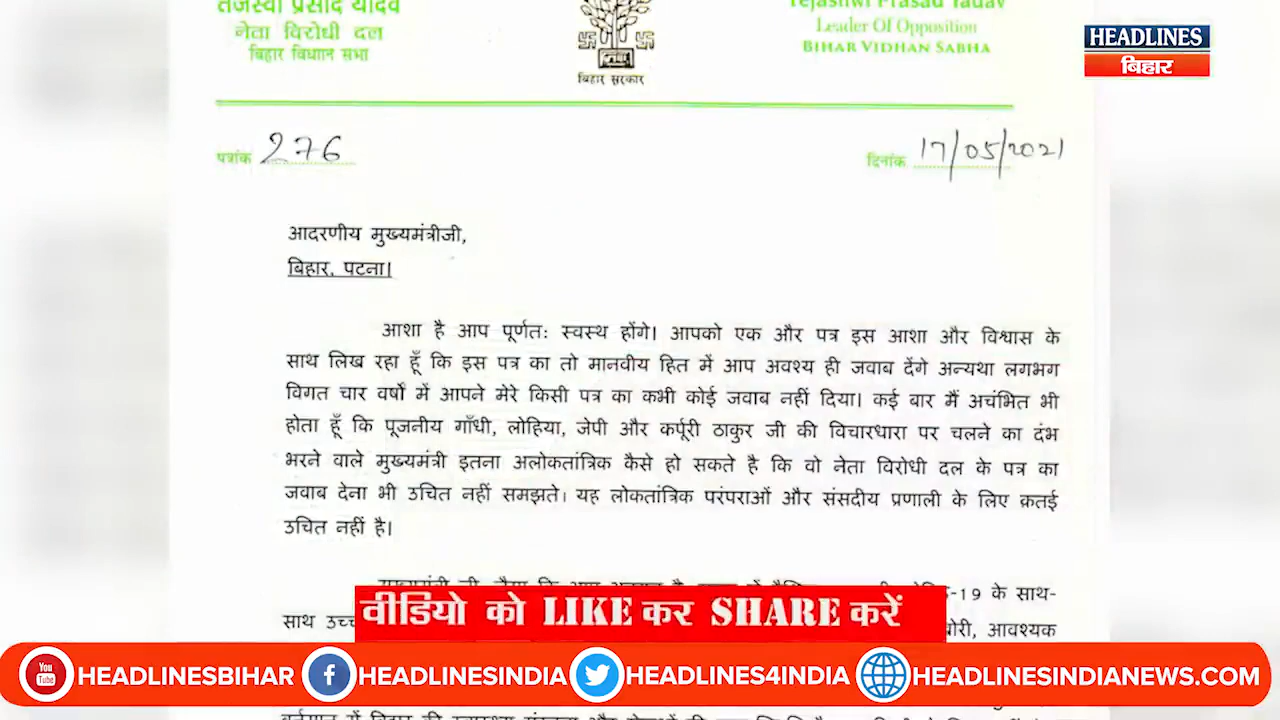 तेजस्वी प्रसाद यादव
नेता विरोधी दल
बिहार विधान सभा
बिहार सरकार
Tejashwi Prasad Yadav
Leader Of Opposition
BIHAR VIDHAN SABHA
HEADLINES
बिहार
पत्रांक 276
दिनांक 17/05/2021
आदरणीय मुख्यमंत्रीजी,
बिहार, पटना।
आशा है आप पूर्णतः स्वस्थ होंगे। आपको एक और पत्र इस आशा और विश्वास के
साथ लिख रहा हूँ कि इस पत्र का तो मानवीय हित में आप अवश्य ही जवाब देंगे अन्यथा लगभग
विगत चार वर्षों में आपने मेरे किसी पत्र का कभी कोई जवाब नहीं दिया। कई बार मैं अचंभित भी
होता हूँ कि पूजनीय गाँधी, लोहिया, जेपी और कर्पूरी ठाकुर जी की विचारधारा पर चलने का दंभ
भरने वाले मुख्यमंत्री इतना अलोकतांत्रिक कैसे हो सकते है कि वो नेता विरोधी दल के पत्र का
जवाब देना भी उचित नहीं समझते। यह लोकतांत्रिक परंपराओं और संसदीय प्रणाली के लिए क़तई
उचित नहीं है।
-19 के साथ-
साथ
आवश्यक
वीडियो को LIKE कर SHARE करें
You Tube HEADLINESBIHAR HEADLINESINDIA HEADLINES4INDIA HEADLINESINDIANEWS.COM